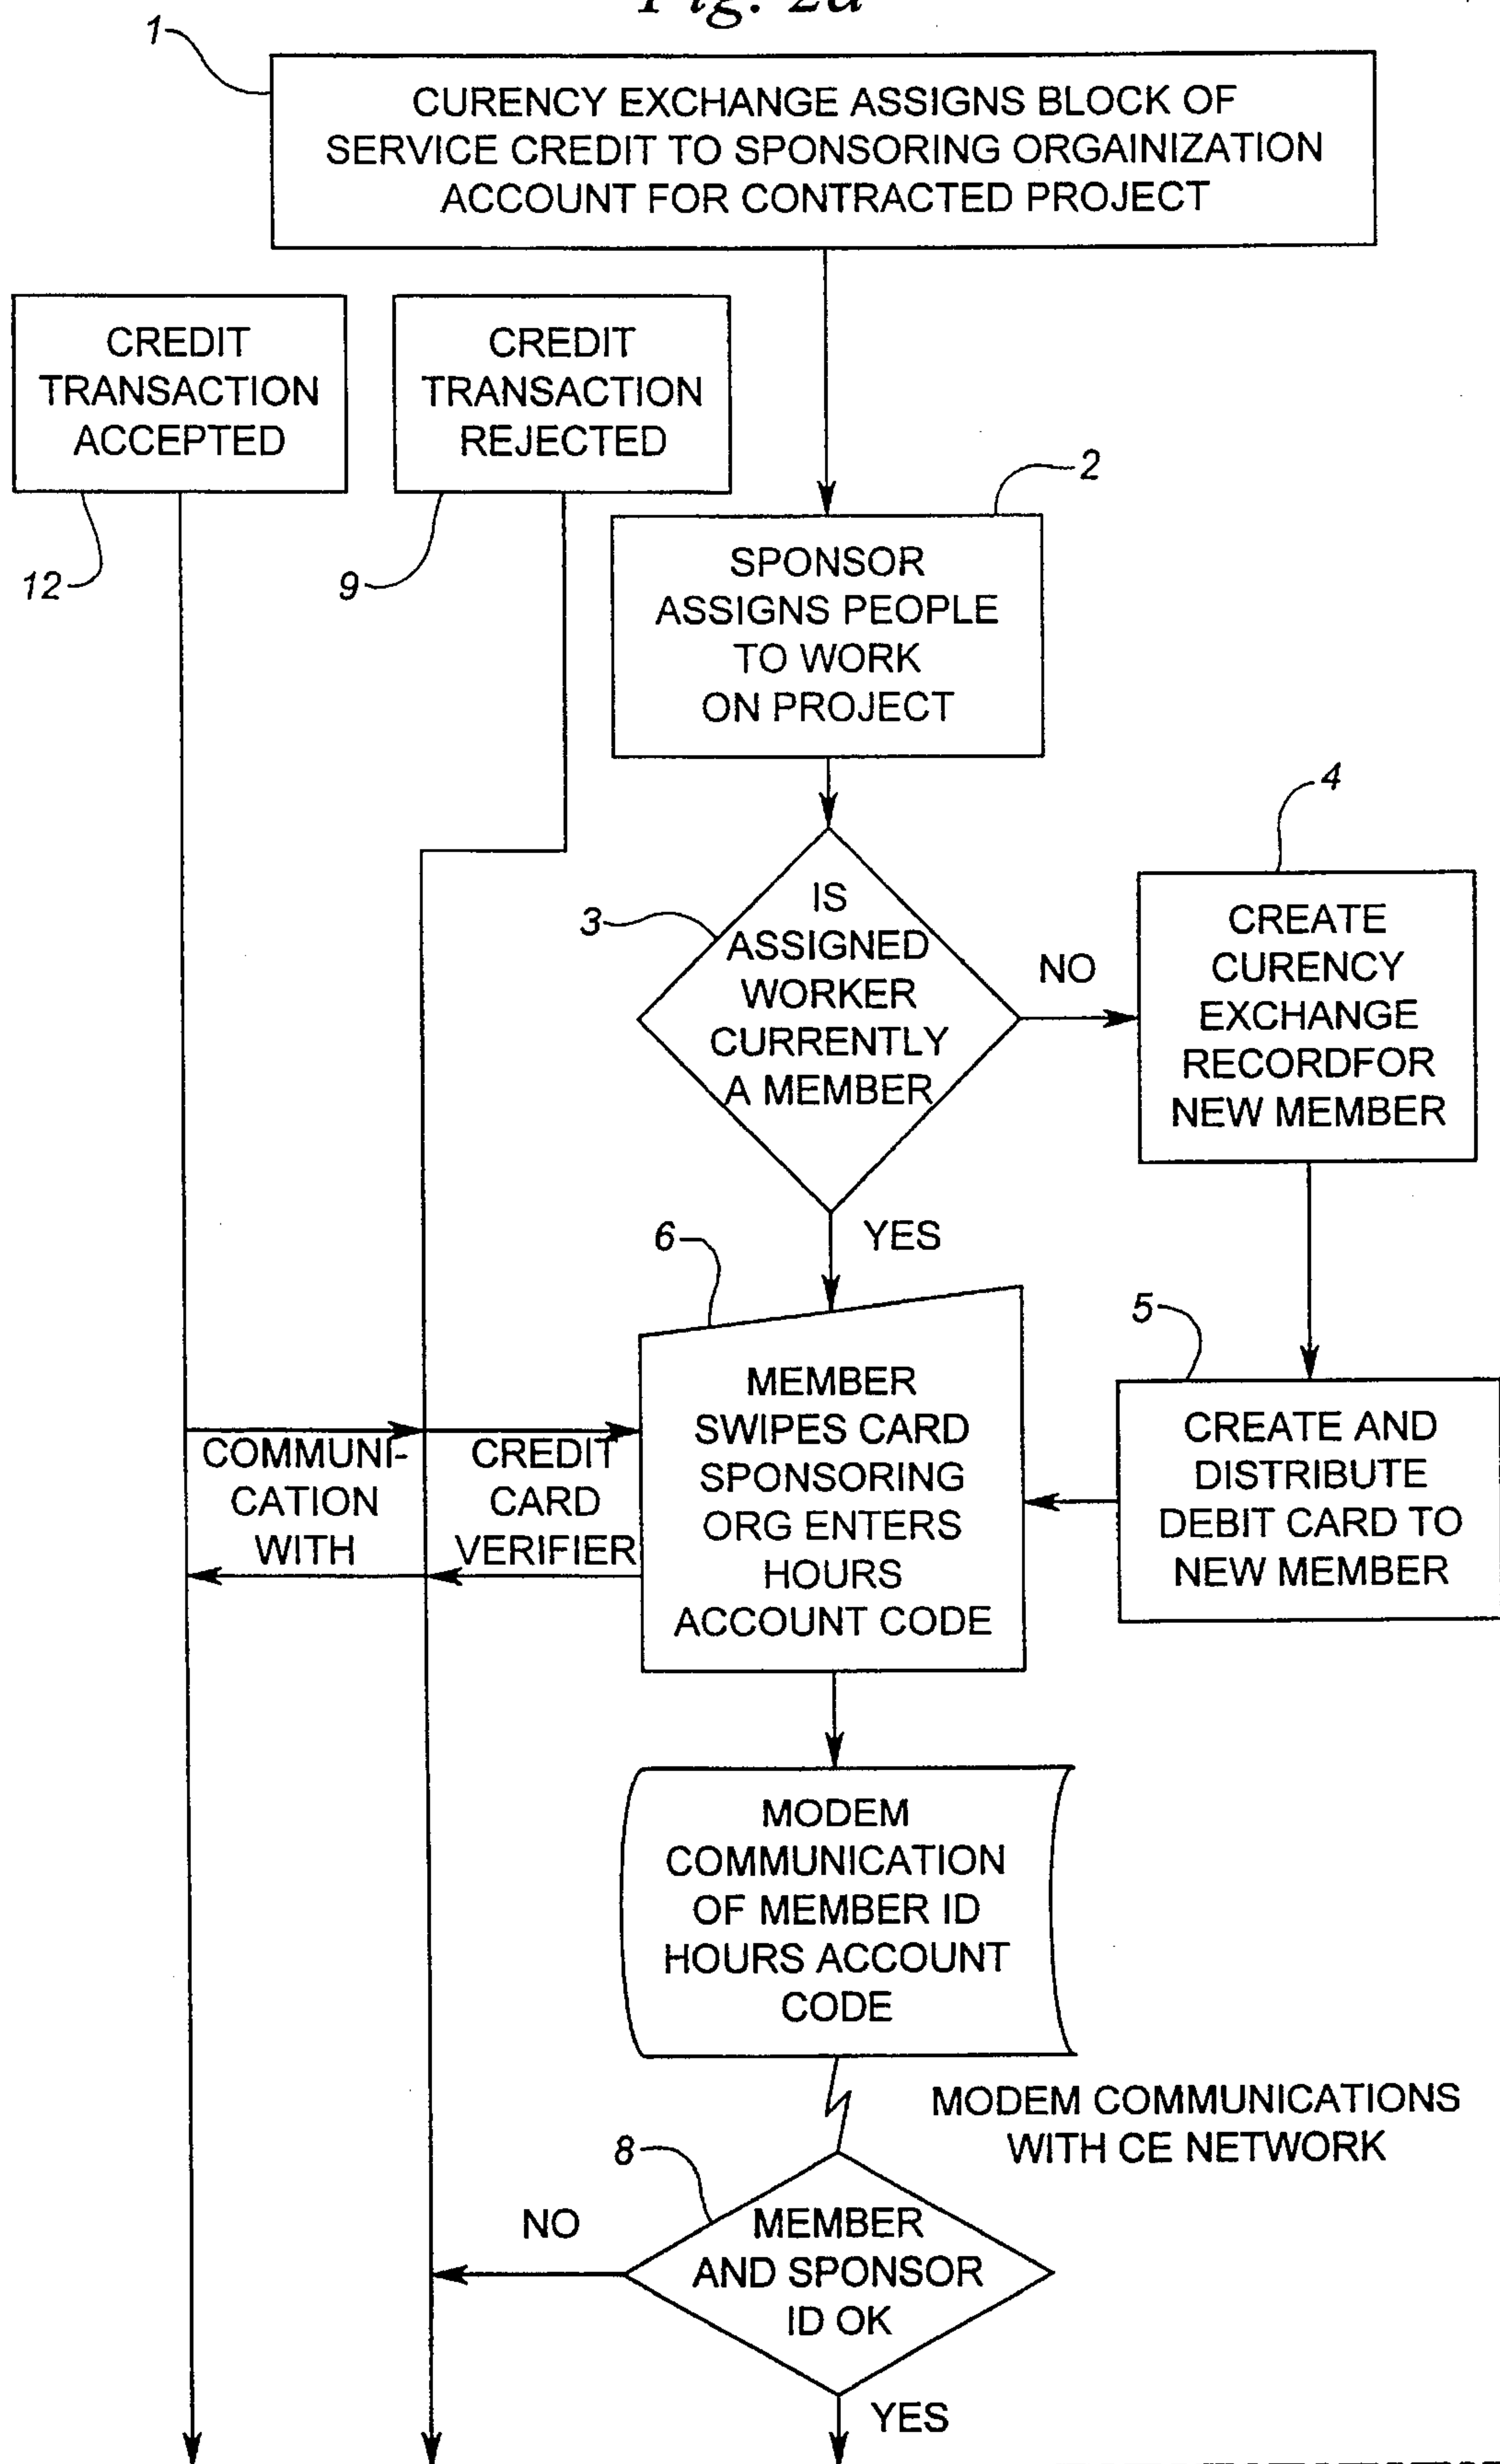 Fig. 2a
1
CURENCY EXCHANGE ASSIGNS BLOCK OF
SERVICE CREDIT TO SPONSORING ORGAINIZATION
ACCOUNT FOR CONTRACTED PROJECT
CREDIT
TRANSACTION
ACCEPTED
12
CREDIT
TRANSACTION
REJECTED
9
2
SPONSOR
ASSIGNS PEOPLE
TO WORK
ON PROJECT
3
IS
ASSIGNED
WORKER
CURRENTLY
A MEMBER
NO
4
CREATE
CURENCY
EXCHANGE
RECORDFOR
NEW MEMBER
YES
6
MEMBER
SWIPES CARD
SPONSORING
ORG ENTERS
HOURS
ACCOUNT CODE
5
CREATE AND
DISTRIBUTE
DEBIT CARD TO
NEW MEMBER
COMMUNI-
CATION
WITH
CREDIT
CARD
VERIFIER
MODEM
COMMUNICATION
OF MEMBER ID
HOURS ACCOUNT
CODE
MODEM COMMUNICATIONS
WITH CE NETWORK
8
MEMBER
AND SPONSOR
ID OK
NO
YES